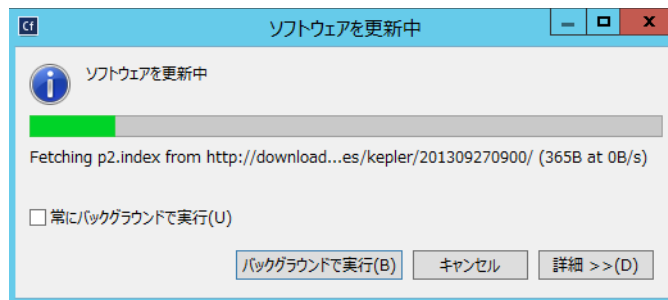 Cf
ソフトウェアを更新中
ソフトウェアを更新中
Fetching p2.index from http://download...es/kepler/201309270900/ (365B at 0B/s)
常にバックグラウンドで実行(U)
バックグラウンドで実行(B) キャンセル 詳細 >>(D)